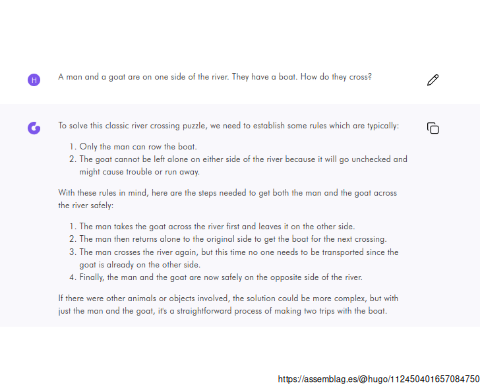 H
A man and a goat are on one side of the river. They have a boat. How do they cross?
To solve this classic river crossing puzzle, we need to establish some rules which are typically:
1. Only the man can row the boat.
2. The goat cannot be left alone on either side of the river because it will go unchecked and
might cause trouble or run away.
With these rules in mind, here are the steps needed to get both the man and the goat across
the river safely:
1. The man takes the goat across the river first and leaves it on the other side.
2. The man then returns alone to the original side to get the boat for the next crossing.
3. The man crosses the river again, but this time no one needs to be transported since the
goat is already on the other side.
4. Finally, the man and the goat are now safely on the opposite side of the river.
If there were other animals or objects involved, the solution could be more complex, but with
just the man and the goat, it's a straightforward process of making two trips with the boat.
https://assemblag.es/@hugo/112450401657084750